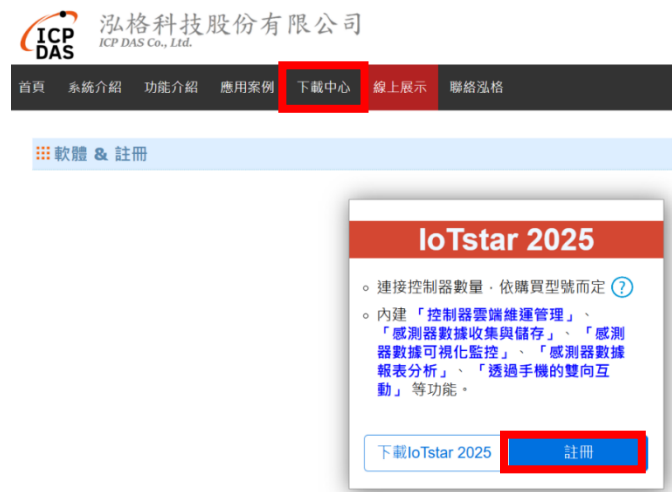 ICP
DAS
泓格科技股份有限公司
ICP DAS Co., Ltd.
首頁 系統介紹 功能介紹 應用案例 下載中心 線上展示 聯絡泓格
軟體 & 註冊
IoTstar 2025
連接控制器數量，依購買型號而定 ?
內建「控制器雲端維運管理」、
「感測器數據收集與儲存」、「感測
器數據可視化監控」、「感測器數據
報表分析」、「透過手機的雙向互
動」等功能。
下載IoTstar 2025 註冊